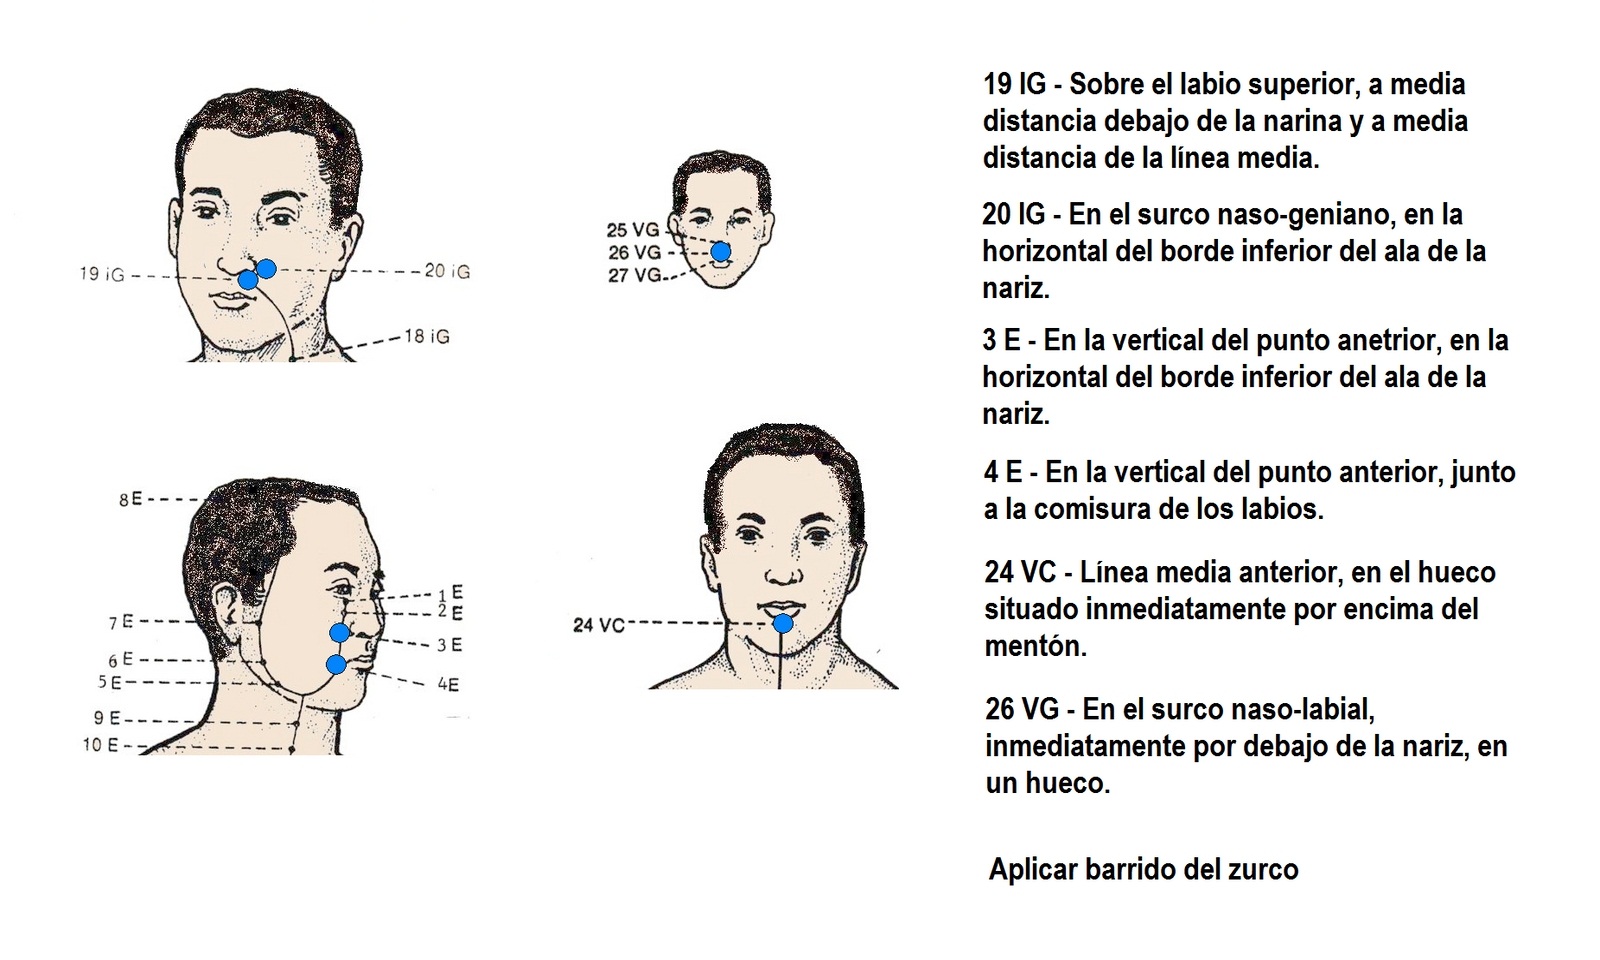 19 iG
20 iG
18 iG
25 VG
26 VG
27 VG
8 E
1 E
2 E
7 E
3 E
6 E
5 E
4E
9 E
10 E
24 VC
19 IG - Sobre el labio superior, a media
distancia debajo de la narina y a media
distancia de la línea media.
20 IG - En el surco naso-geniano, en la
horizontal del borde inferior del ala de la
nariz.
3 E - En la vertical del punto anetrior, en la
horizontal del borde inferior del ala de la
nariz.
4 E - En la vertical del punto anterior, junto
a la comisura de los labios.
24 VC - Línea media anterior, en el hueco
situado inmediatamente por encima del
mentón.
26 VG - En el surco naso-labial,
inmediatamente por debajo de la nariz, en
un hueco.
Aplicar barrido del zurco